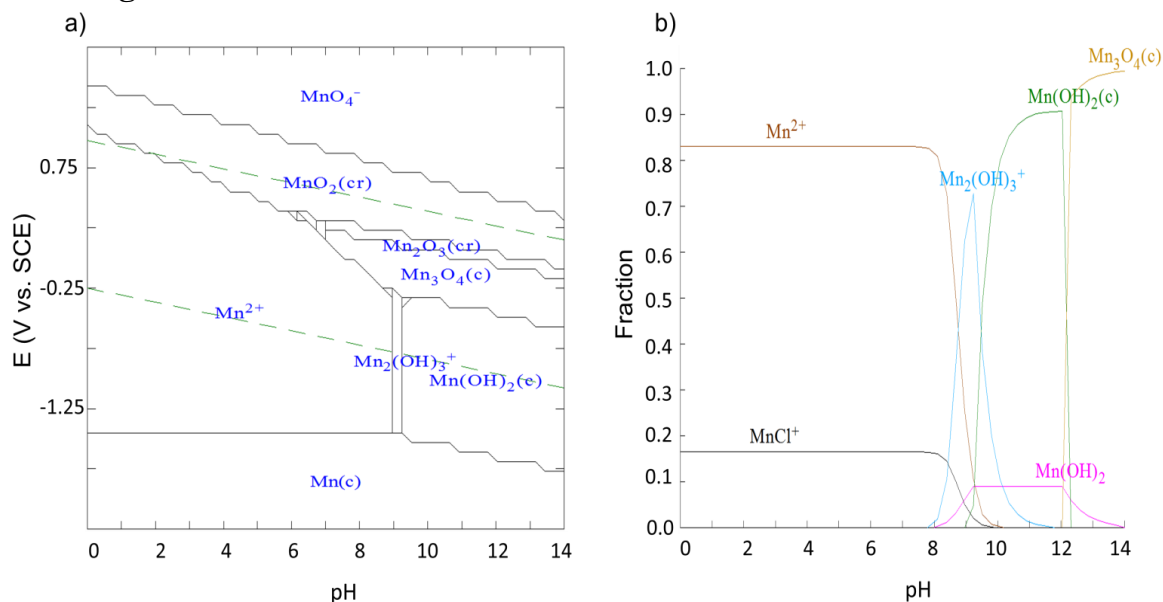 a)
E (V vs. SCE)
0.75
-0.25
-1.25
MnO₄⁻
MnO₂(cr)
Mn₂O₃(cr)
Mn₃O₄(c)
Mn²⁺
Mn₂(OH)₃⁺
Mn(OH)₂(c)
Mn(c)
0 2 4 6 8 10 12 14
pH
b)
Fraction
1.0
0.9
0.8
0.7
0.6
0.5
0.4
0.3
0.2
0.1
0.0
Mn₃O₄(c)
Mn(OH)₂(c)
Mn²⁺
Mn₂(OH)₃⁺
MnCl⁺
Mn(OH)₂
0 2 4 6 8 10 12 14
pH